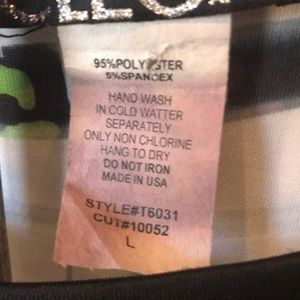 95%POLYESTER
5%SPANDEX
HAND WASH
IN COLD WATTER
SEPARATELY
ONLY NON CHLORINE
HANG TO DRY
DO NOT IRON
MADE IN USA
STYLE#T6031
CUT#10052
L